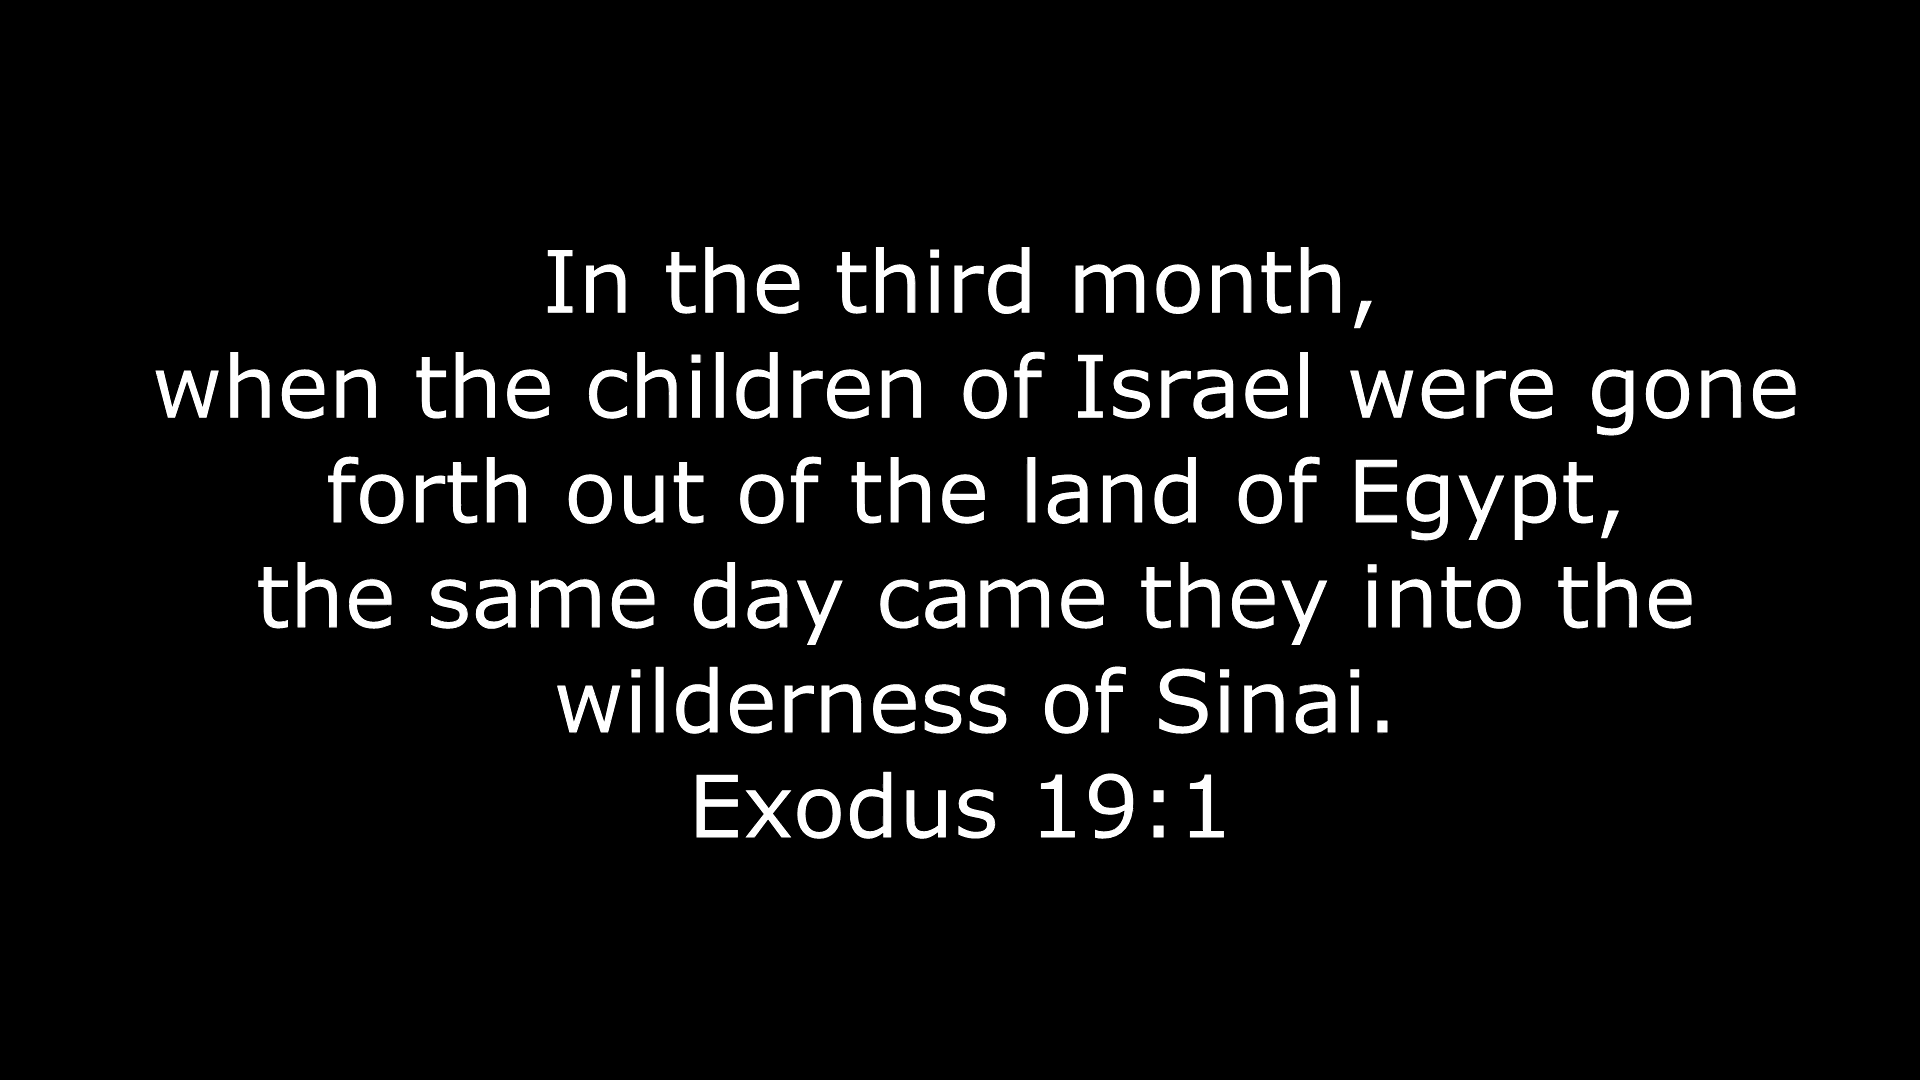 In the third month,
when the children of Israel were gone
forth out of the land of Egypt,
the same day came they into the
wilderness of Sinai.
Exodus 19:1